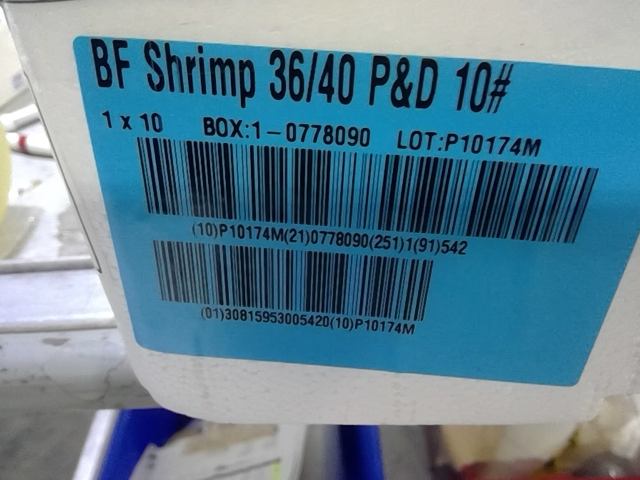 BF Shrimp 36/40 P&D 10#
1 x 10 BOX:1-0778090 LOT:P10174M
(10)P10174M(21)0778090(251)1(91)542
(01)30815953005420(10)P10174M